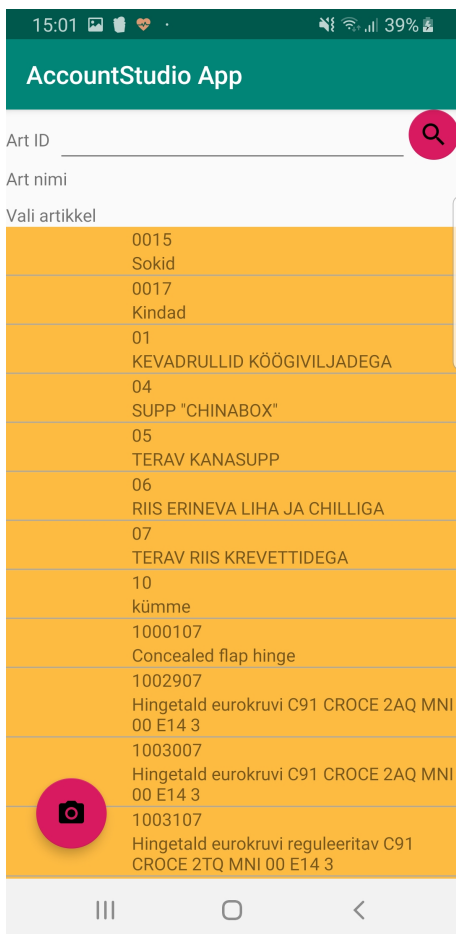 15:01
39%
AccountStudio App
Art ID
Art nimi
Vali artikkel
0015
Sokid
0017
Kindad
01
KEVADRULLID KÖÖGIVILJADEGA
04
SUPP "CHINABOX"
05
TERAV KANASUPP
06
RIIS ERINEVA LIHA JA CHILLIGA
07
TERAV RIIS KREVETTIDEGA
10
kümme
1000107
Concealed flap hinge
1002907
Hingetald eurokruvi C91 CROCE 2AQ MNI
00 E14 3
1003007
Hingetald eurokruvi C91 CROCE 2AQ MNI
00 E14 3
1003107
Hingetald eurokruvi reguleeritav C91
CROCE 2TQ MNI 00 E14 3